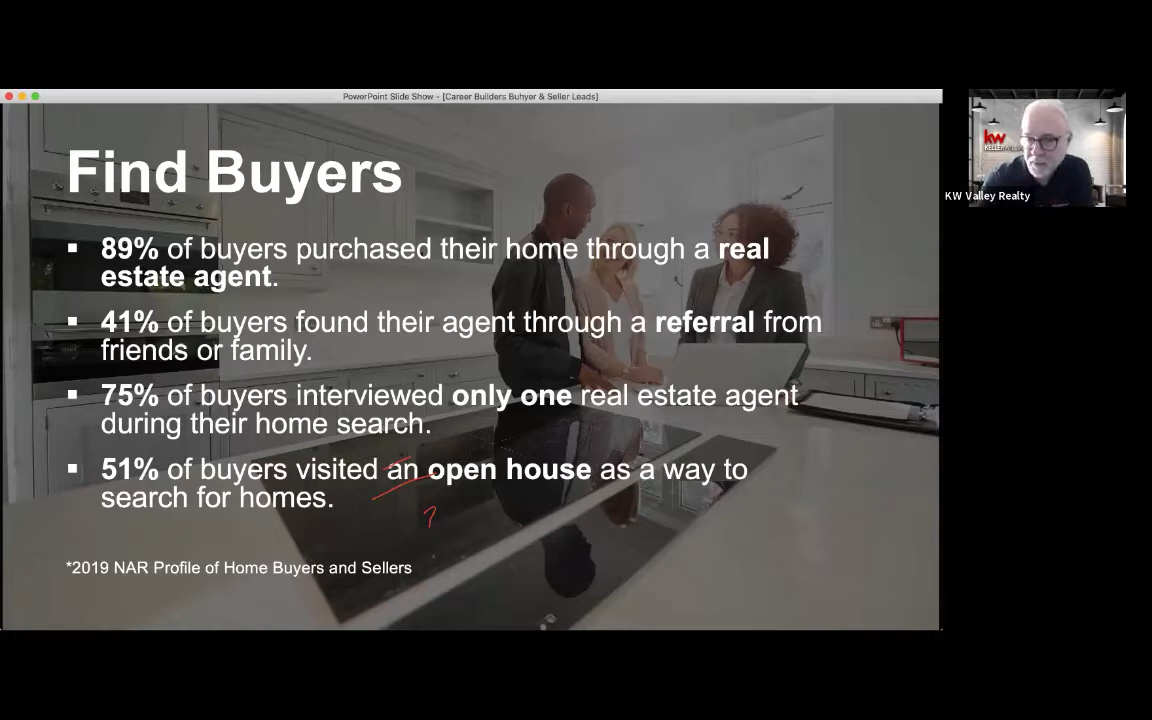 PowerPoint Slide Show - [Career Builders Buhyer & Seller Leads]
Find Buyers
▪ 89% of buyers purchased their home through a real
estate agent.
▪ 41% of buyers found their agent through a referral from
friends or family.
▪ 75% of buyers interviewed only one real estate agent
during their home search.
▪ 51% of buyers visited an open house as a way to
search for homes.
?
*2019 NAR Profile of Home Buyers and Sellers
kw
KW Valley Realty